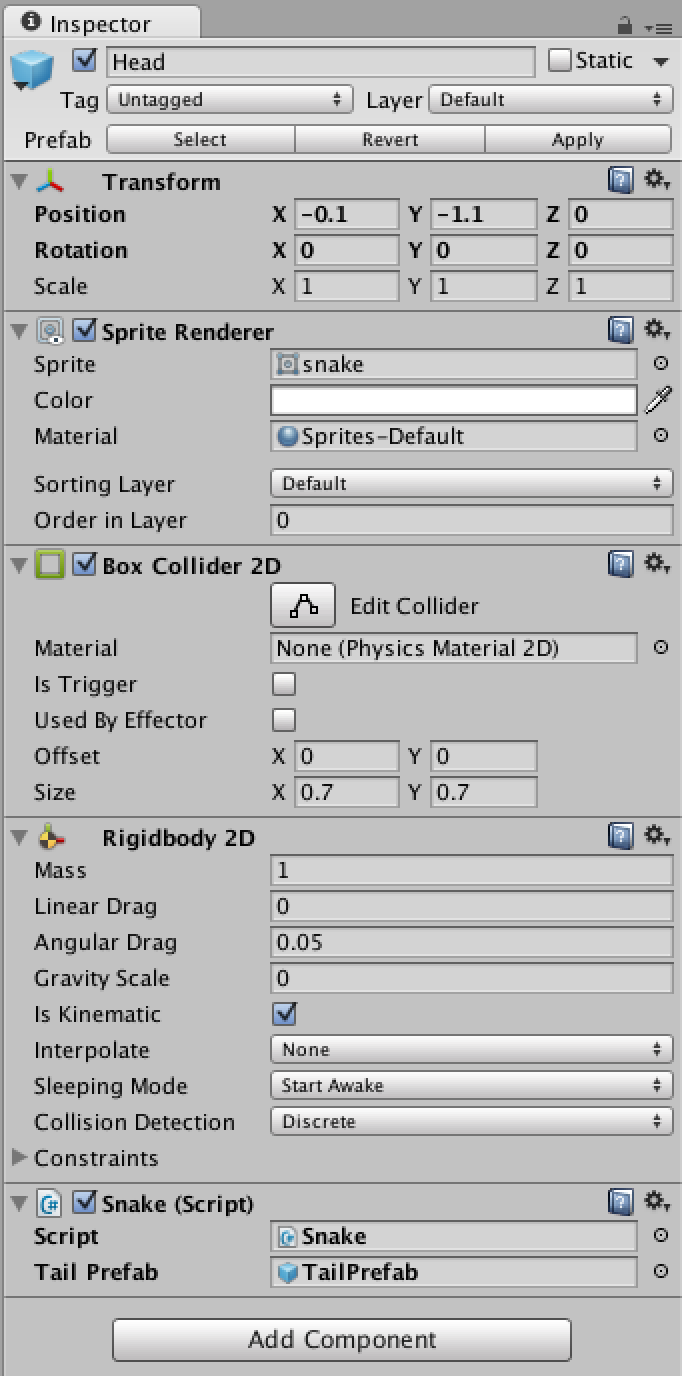 Inspector
Head Static
Tag Untagged Layer Default
Prefab Select Revert Apply
Transform
Position X -0.1 Y -1.1 Z 0
Rotation X 0 Y 0 Z 0
Scale X 1 Y 1 Z 1
Sprite Renderer
Sprite snake
Color
Material Sprites-Default
Sorting Layer Default
Order in Layer 0
Box Collider 2D
Edit Collider
Material None (Physics Material 2D)
Is Trigger
Used By Effector
Offset X 0 Y 0
Size X 0.7 Y 0.7
Rigidbody 2D
Mass 1
Linear Drag 0
Angular Drag 0.05
Gravity Scale 0
Is Kinematic
Interpolate None
Sleeping Mode Start Awake
Collision Detection Discrete
Constraints
Snake (Script)
Script Snake
Tail Prefab TailPrefab
Add Component